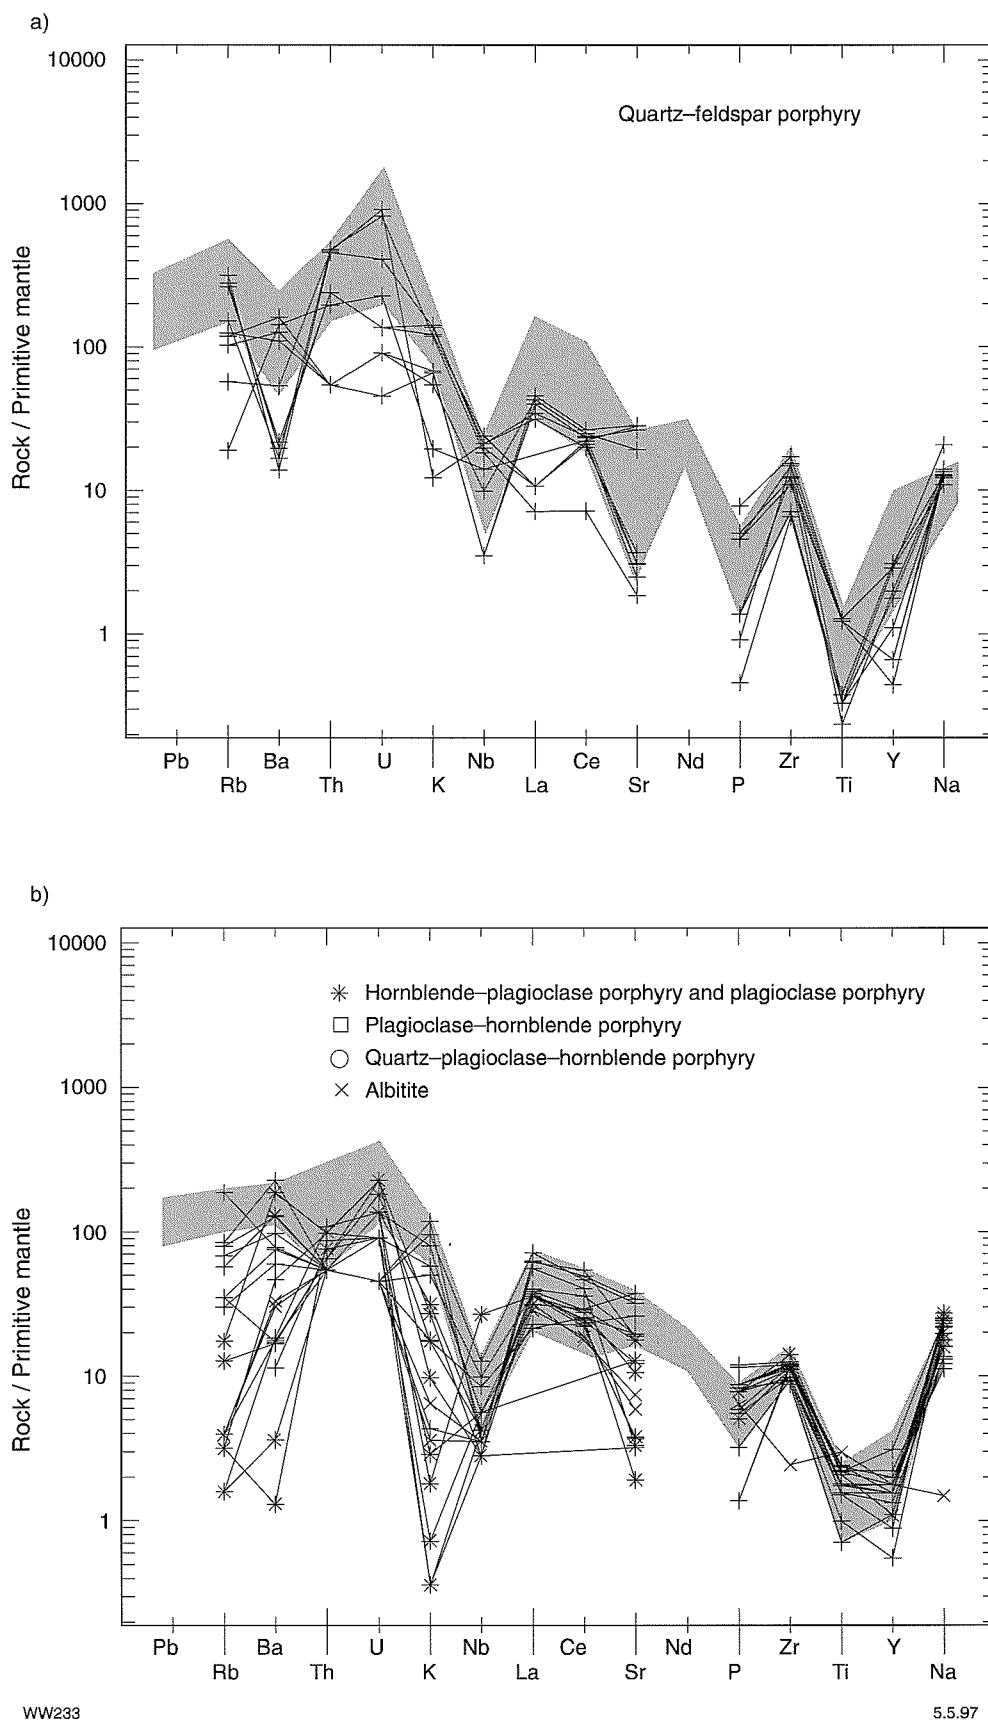 a)
10000
Quartz–feldspar porphyry
1000
100
10
1
Rock / Primitive mantle
Pb Ba U Nb Ce Nd Zr Y
Rb Th K La Sr P Ti Na
b)
10000
Hornblende–plagioclase porphyry and plagioclase porphyry
Plagioclase–hornblende porphyry
Quartz–plagioclase–hornblende porphyry
Albitite
1000
100
10
1
Rock / Primitive mantle
Pb Ba U Nb Ce Nd Zr Y
Rb Th K La Sr P Ti Na
WW233 5.5.97